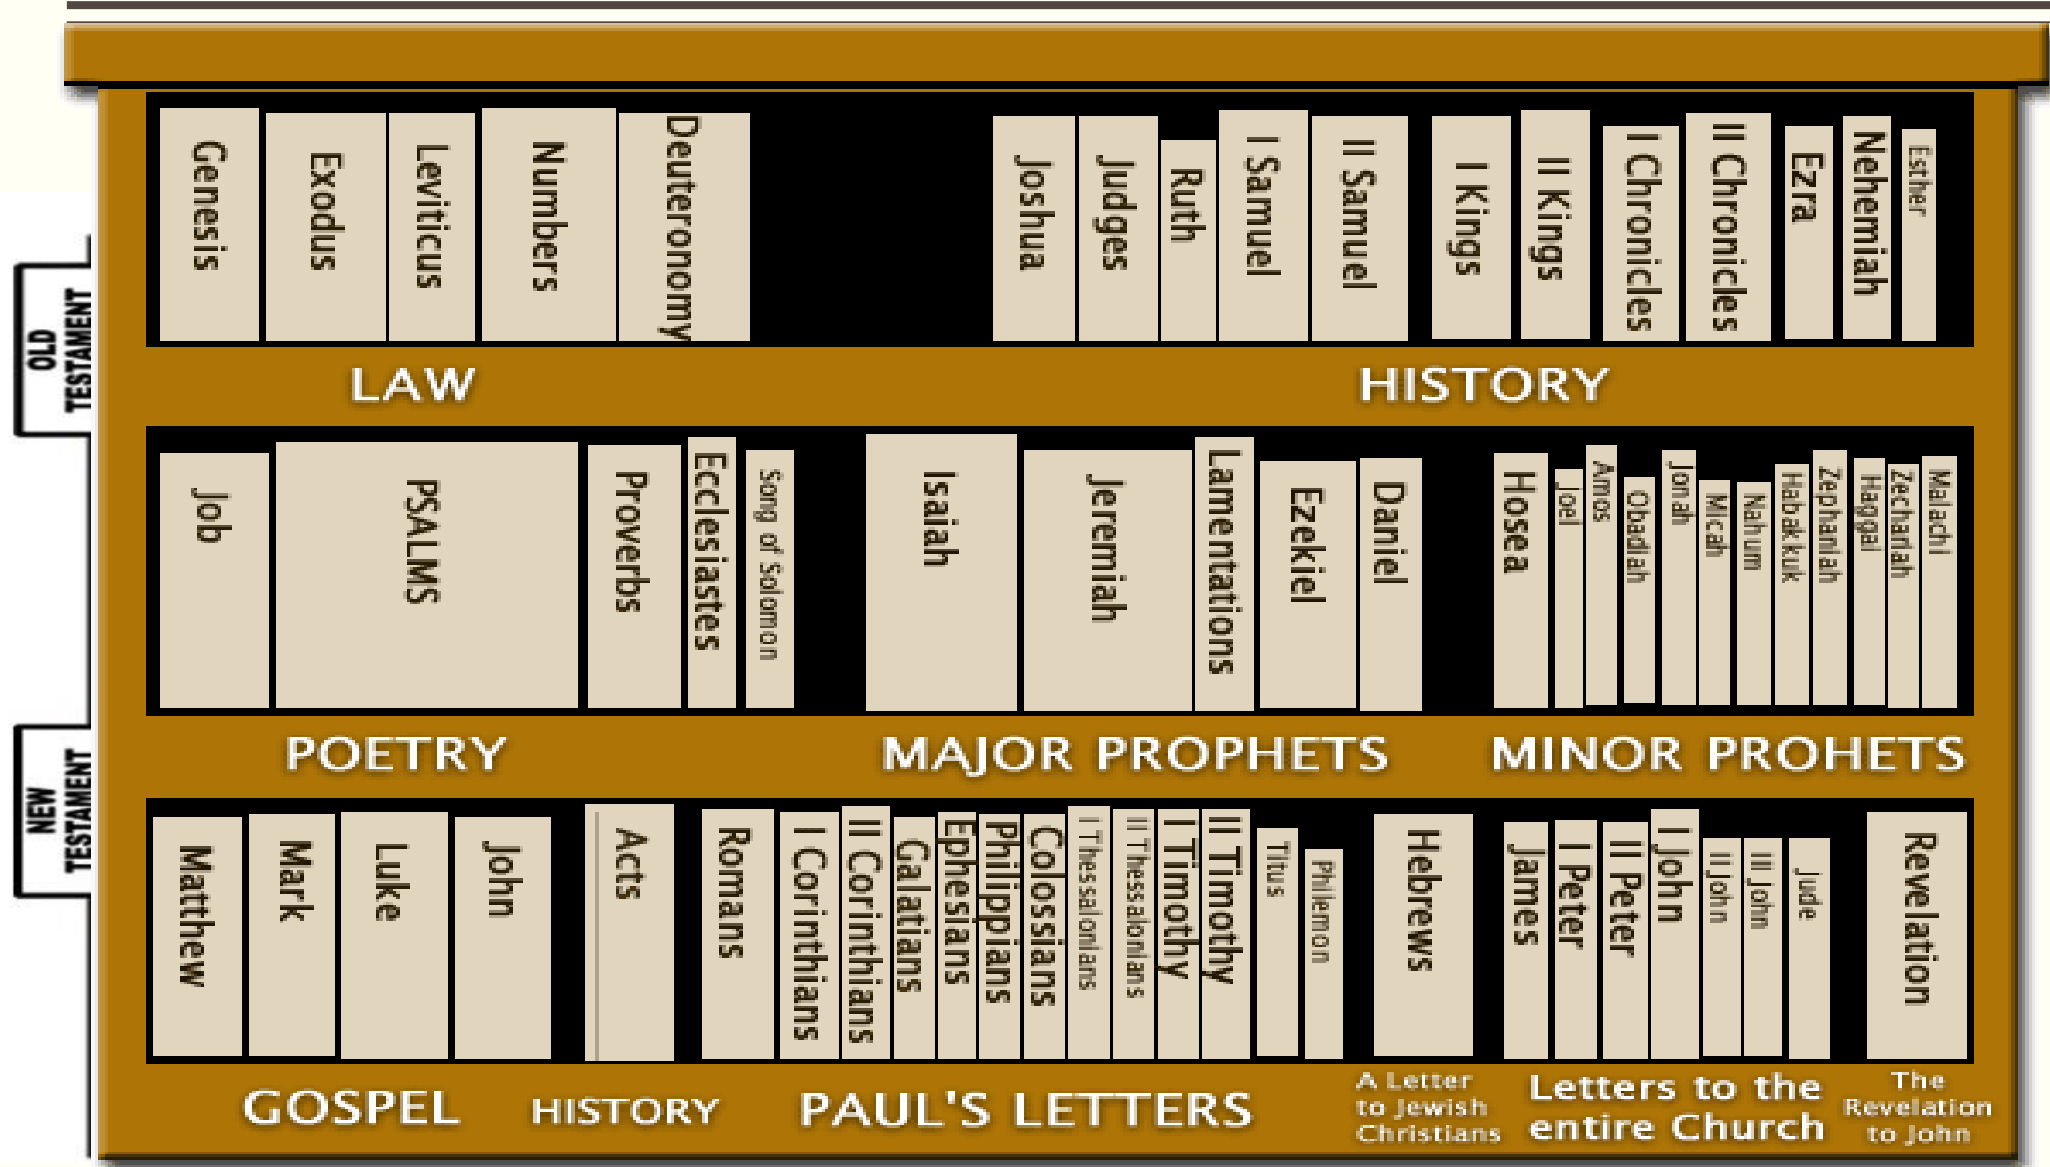 OLD
TESTAMENT
Genesis
Exodus
Leviticus
Numbers
Deuteronomy
Joshua
Judges
Ruth
I Samuel
II Samuel
I Kings
II Kings
I Chronicles
II Chronicles
Ezra
Nehemiah
Esther
LAW
HISTORY
Job
PSALMS
Proverbs
Ecclesiastes
Song of Solomon
Isaiah
Jeremiah
Lamentations
Ezekiel
Daniel
Hosea
Joel
Amos
Obadiah
Jonah
Micah
Nahum
Habakkuk
Zephaniah
Haggai
Zechariah
Malachi
POETRY
MAJOR PROPHETS
MINOR PROHETS
NEW
TESTAMENT
Matthew
Mark
Luke
John
Acts
Romans
I Corinthians
II Corinthians
Galatians
Ephesians
Philippians
Colossians
I Thessalonians
II Thessalonians
I Timothy
II Timothy
Titus
Philemon
Hebrews
James
I Peter
II Peter
I John
II John
III John
Jude
Revelation
GOSPEL
HISTORY
PAUL'S LETTERS
A Letter
to Jewish
Christians
Letters to the
entire Church
The
Revelation
to John